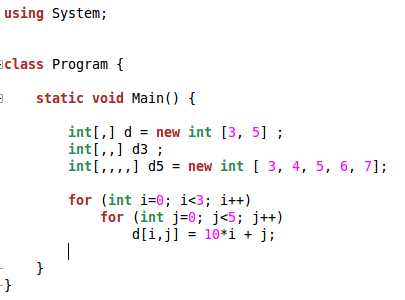 using System;
class Program {
static void Main() {
int[,] d = new int [3, 5] ;
int[,,] d3 ;
int[,,,,] d5 = new int [ 3, 4, 5, 6, 7];
for (int i=0; i<3; i++)
for (int j=0; j<5; j++)
d[i,j] = 10*i + j;
}
}